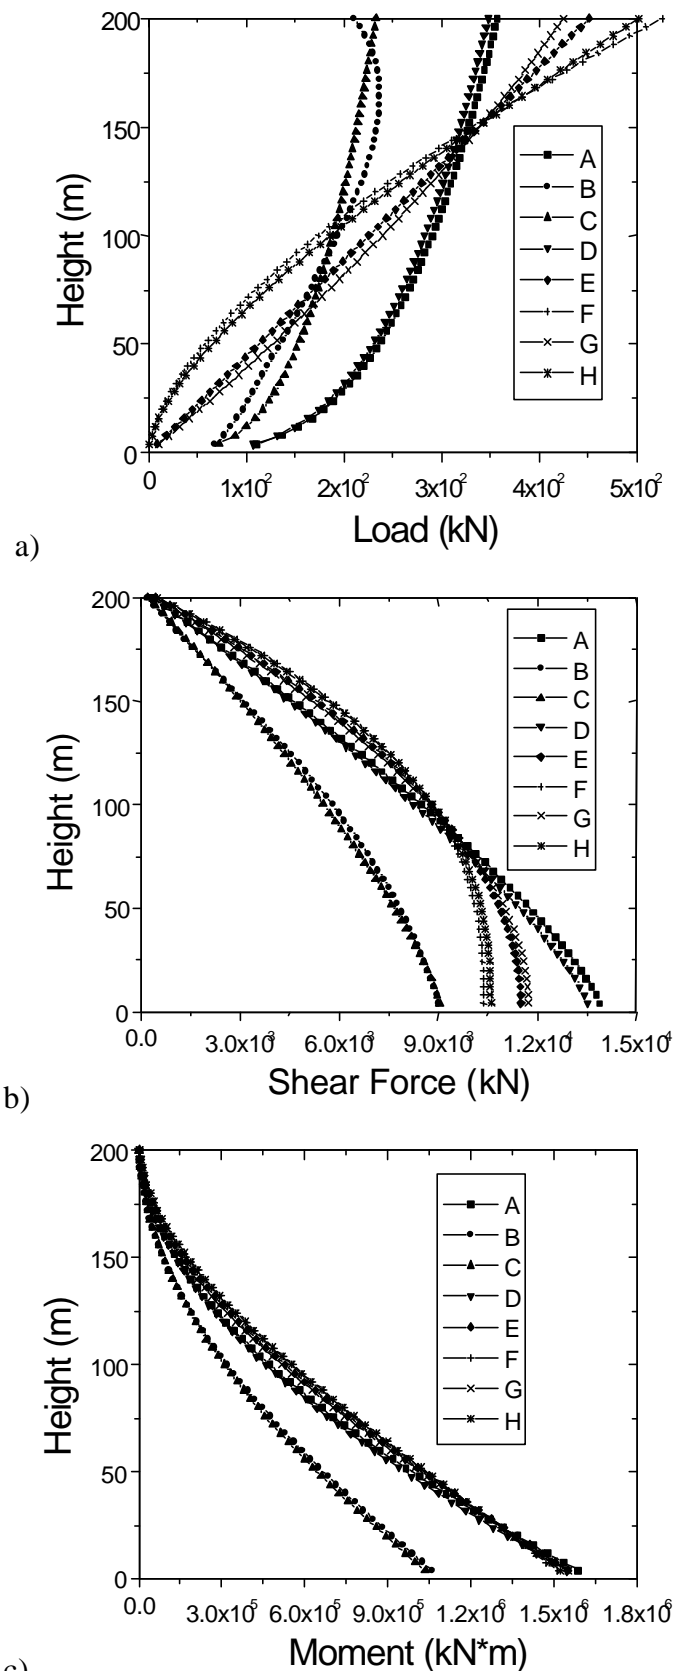 200
150
100
50
0
Height (m)
A
B
C
D
E
F
G
H
0 1x10² 2x10² 3x10² 4x10² 5x10²
Load (kN)
a)
200
150
100
50
0
Height (m)
A
B
C
D
E
F
G
H
0.0 3.0x10³ 6.0x10³ 9.0x10³ 1.2x10⁴ 1.5x10⁴
Shear Force (kN)
b)
200
150
100
50
0
Height (m)
A
B
C
D
E
F
G
H
0.0 3.0x10⁵ 6.0x10⁵ 9.0x10⁵ 1.2x10⁶ 1.5x10⁶ 1.8x10⁶
Moment (kN*m)
c)